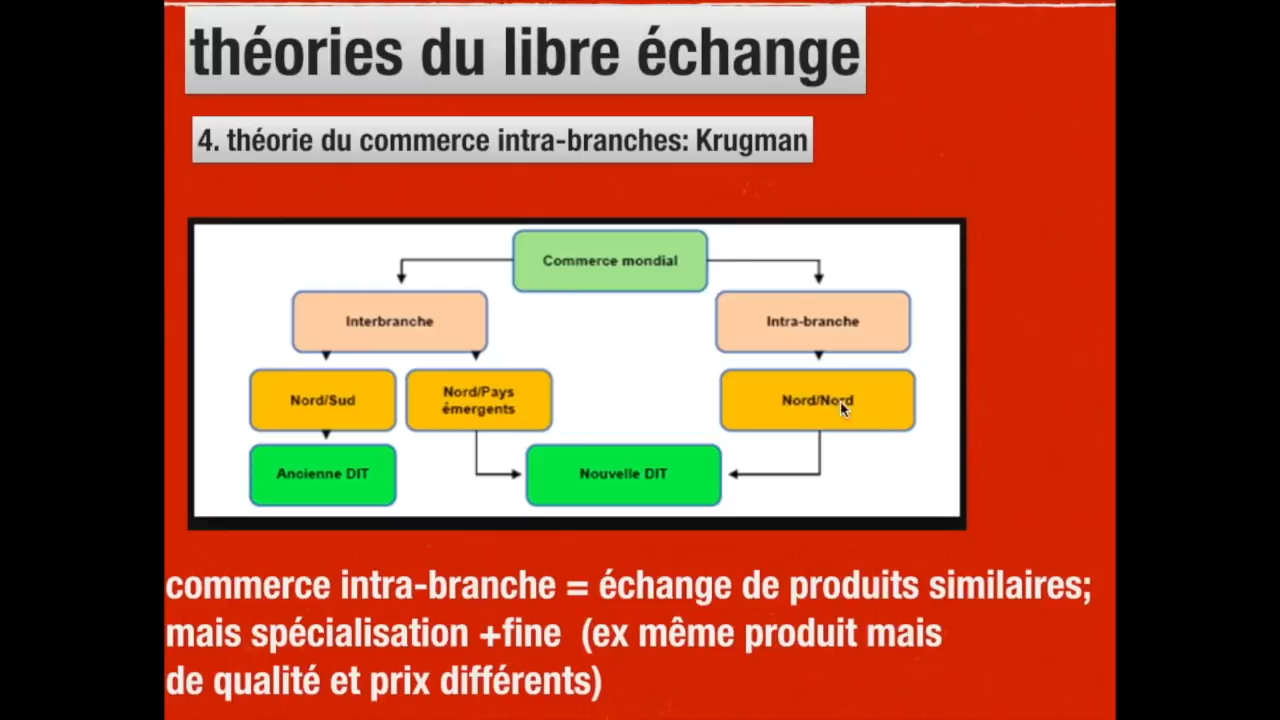 théories du libre échange
4. théorie du commerce intra-branches: Krugman
Commerce mondial
Interbranche
Intra-branche
Nord/Sud
Nord/Pays
émergents
Nord/Nord
Ancienne DIT
Nouvelle DIT
commerce intra-branche = échange de produits similaires;
mais spécialisation +fine (ex même produit mais
de qualité et prix différents)